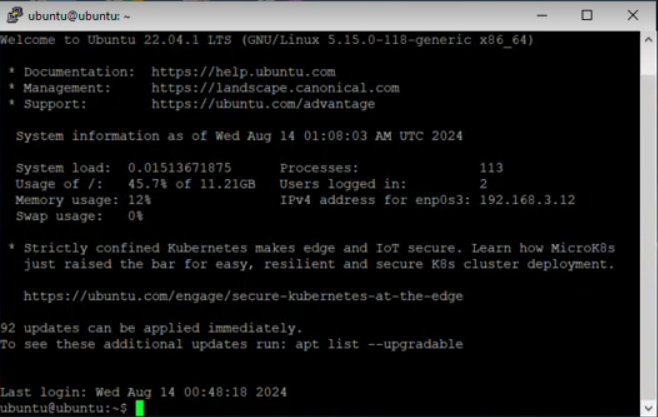 ubuntu@ubuntu: ~
Welcome to Ubuntu 22.04.1 LTS (GNU/Linux 5.15.0-118-generic x86_64)
* Documentation:  https://help.ubuntu.com
* Management:     https://landscape.canonical.com
* Support:        https://ubuntu.com/advantage
System information as of Wed Aug 14 01:08:03 AM UTC 2024
System load:  0.01513671875      Processes:               113
Usage of /:   45.7% of 11.21GB   Users logged in:         2
Memory usage: 12%                IPv4 address for enp0s3: 192.168.3.12
Swap usage:   0%
* Strictly confined Kubernetes makes edge and IoT secure. Learn how MicroK8s
just raised the bar for easy, resilient and secure K8s cluster deployment.
https://ubuntu.com/engage/secure-kubernetes-at-the-edge
92 updates can be applied immediately.
To see these additional updates run: apt list --upgradable
Last login: Wed Aug 14 00:48:18 2024
ubuntu@ubuntu:~$